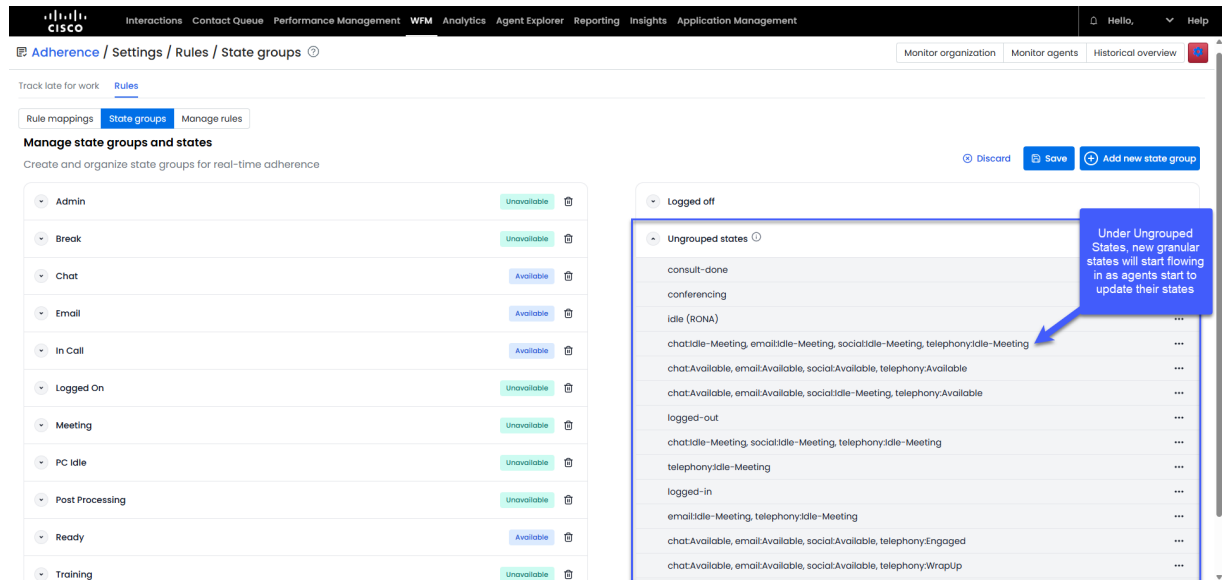 CISCO
Interactions Contact Queue Performance Management WFM Analytics Agent Explorer Reporting Insights Application Management
Hello,
Help
Adherence / Settings / Rules / State groups
Monitor organization
Monitor agents
Historical overview
Track late for work
Rules
Rule mappings
State groups
Manage rules
Manage state groups and states
Create and organize state groups for real-time adherence
Discard
Save
Add new state group
Admin
Unavailable
Break
Unavailable
Chat
Available
Email
Available
In Call
Available
Logged On
Unavailable
Meeting
Unavailable
PC Idle
Unavailable
Post Processing
Unavailable
Ready
Available
Training
Unavailable
Logged off
Ungrouped states
consult-done
conferencing
idle (RONA)
chat:Idle-Meeting, email:Idle-Meeting, social:Idle-Meeting, telephony:Idle-Meeting
chat:Available, email:Available, social:Available, telephony:Available
chat:Available, email:Available, social:Idle-Meeting, telephony:Available
logged-out
chat:Idle-Meeting, social:Idle-Meeting, telephony:Idle-Meeting
telephony:Idle-Meeting
logged-in
email:Idle-Meeting, telephony:Idle-Meeting
chat:Available, email:Available, social:Available, telephony:Engaged
chat:Available, email:Available, social:Available, telephony:WrapUp
Under Ungrouped
States, new granular
states will start flowing
in as agents start to
update their states